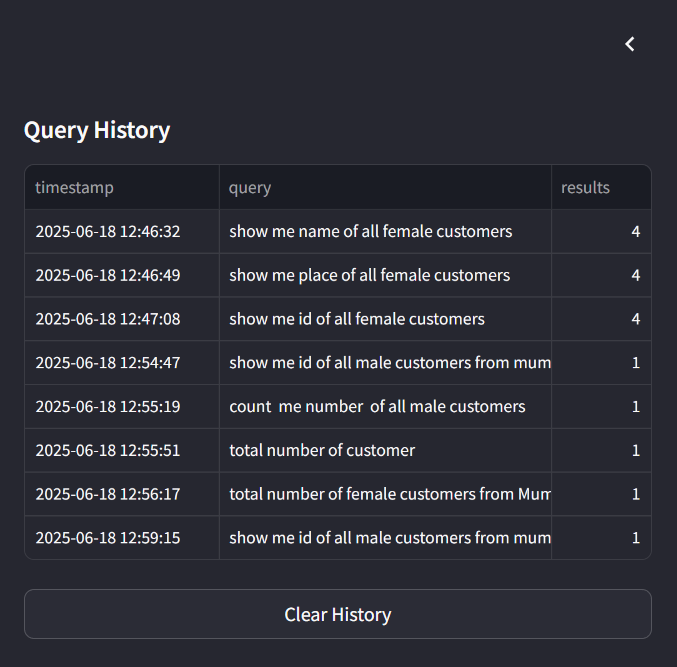 Query History
timestamp query results
2025-06-18 12:46:32 show me name of all female customers 4
2025-06-18 12:46:49 show me place of all female customers 4
2025-06-18 12:47:08 show me id of all female customers 4
2025-06-18 12:54:47 show me id of all male customers from mum 1
2025-06-18 12:55:19 count  me number  of all male customers 1
2025-06-18 12:55:51 total number of customer 1
2025-06-18 12:56:17 total number of female customers from Mum 1
2025-06-18 12:59:15 show me id of all male customers from mum 1
Clear History